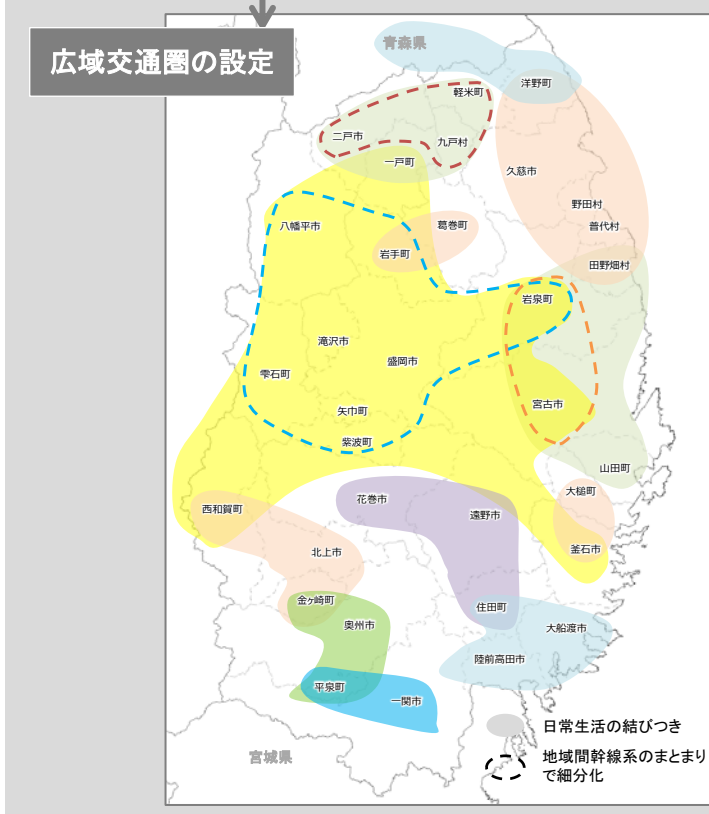 広域交通圏の設定
青森県
洋野町
軽米町
二戸市
九戸村
一戸町
久慈市
野田村
普代村
八幡平市
葛巻町
岩手町
田野畑村
岩泉町
滝沢市
盛岡市
雫石町
矢巾町
宮古市
紫波町
山田町
大槌町
花巻市
西和賀町
遠野市
北上市
釜石市
金ヶ崎町
住田町
奥州市
大船渡市
陸前高田市
平泉町
一関市
宮城県
日常生活の結びつき
地域間幹線系のまとまり
で細分化